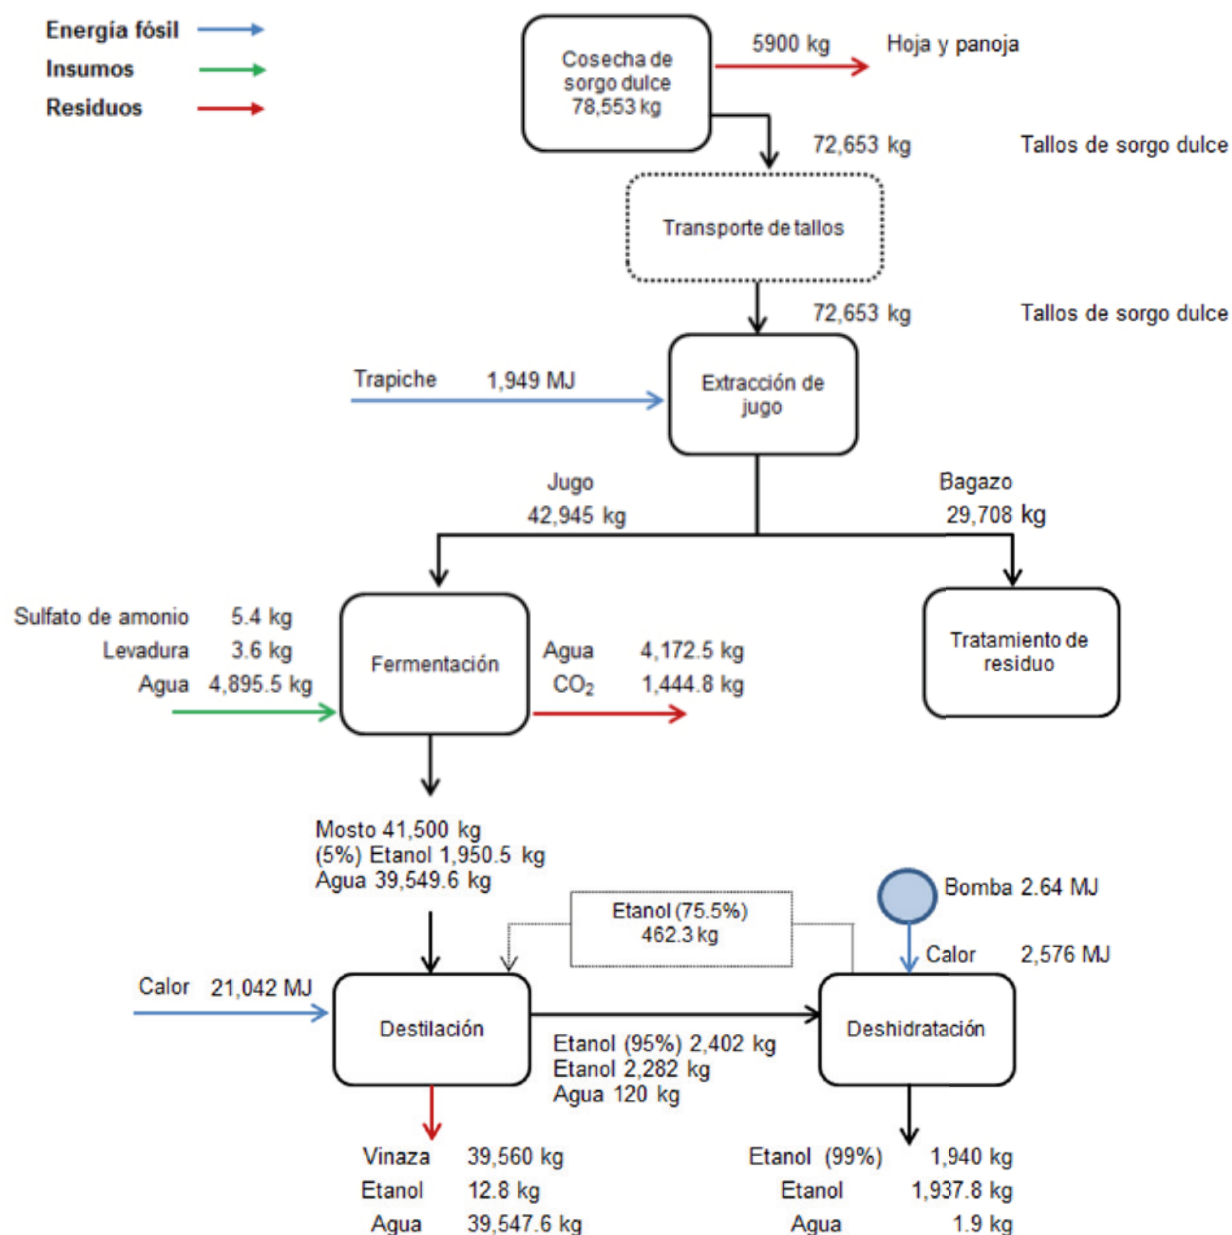 Energía fósil
Insumos
Residuos
Cosecha de
sorgo dulce
78,553 kg
5900 kg
Hoja y panoja
72,653 kg
Tallos de sorgo dulce
Transporte de tallos
72,653 kg
Tallos de sorgo dulce
Trapiche 1,949 MJ
Extracción de
jugo
Jugo
42,945 kg
Bagazo
29,708 kg
Sulfato de amonio 5.4 kg
Levadura 3.6 kg
Agua 4,895.5 kg
Fermentación
Agua 4,172.5 kg
CO₂ 1,444.8 kg
Tratamiento de
residuo
Mosto 41,500 kg
(5%) Etanol 1,950.5 kg
Agua 39,549.6 kg
Etanol (75.5%)
462.3 kg
Bomba 2.64 MJ
Calor 2,576 MJ
Calor 21,042 MJ
Destilación
Etanol (95%) 2,402 kg
Etanol 2,282 kg
Agua 120 kg
Deshidratación
Vinaza 39,560 kg
Etanol 12.8 kg
Agua 39,547.6 kg
Etanol (99%) 1,940 kg
Etanol 1,937.8 kg
Agua 1.9 kg